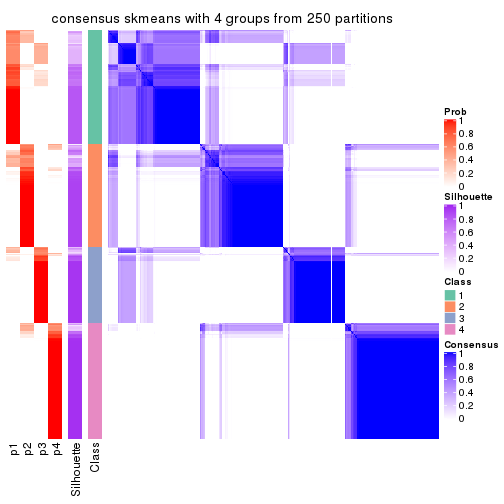 consensus skmeans with 4 groups from 250 partitions
Prob
1
0.8
0.6
0.4
0.2
0
Silhouette
1
0.8
0.6
0.4
0.2
0
Class
1
2
3
4
Consensus
1
0.8
0.6
0.4
0.2
0
p1
p2
p3
p4
Silhouette
Class